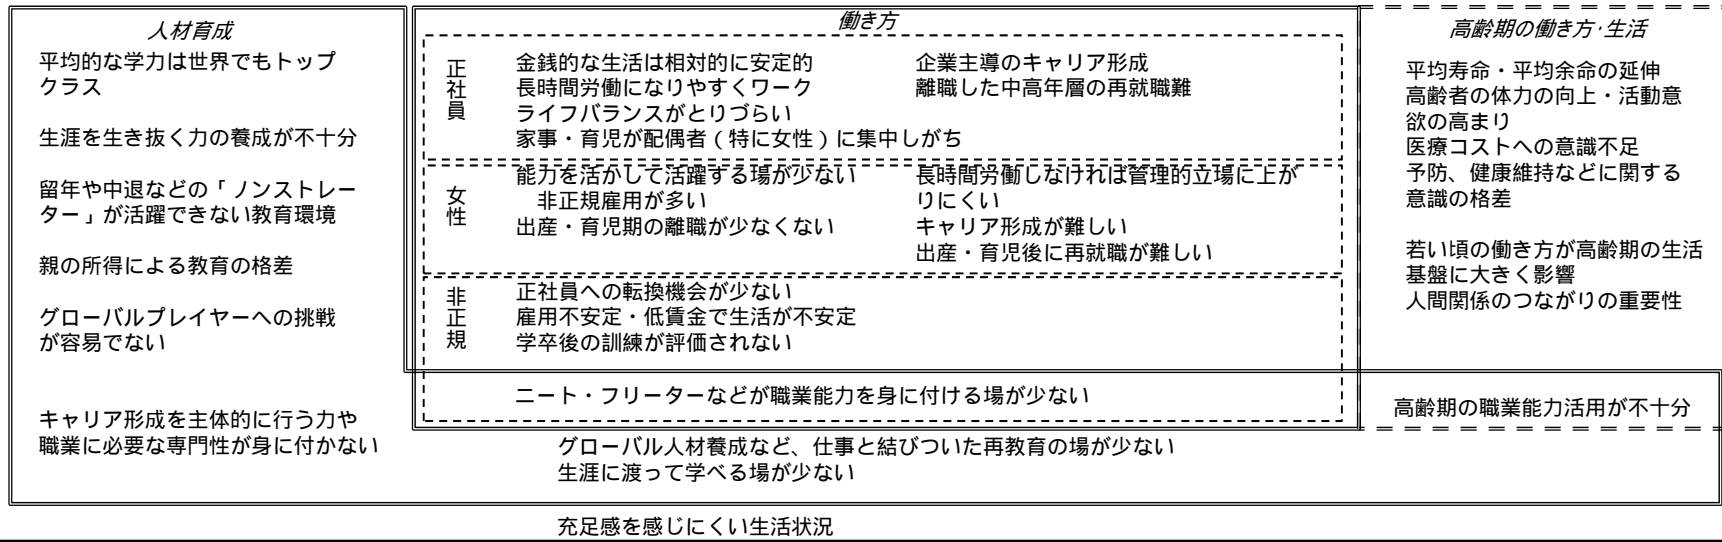 人材育成
平均的な学力は世界でもトップ
クラス
生涯を生き抜く力の養成が不十分
留年や中退などの「ノンストレー
ター」が活躍できない教育環境
親の所得による教育の格差
グローバルプレイヤーへの挑戦
が容易でない
キャリア形成を主体的に行う力や
職業に必要な専門性が身に付かない
働き方
正社員
金銭的な生活は相対的に安定的
長時間労働になりやすくワーク
ライフバランスがとりづらい
家事・育児が配偶者(特に女性)に集中しがち
企業主導のキャリア形成
離職した中高年層の再就職難
女性
能力を活かして活躍する場が少ない
非正規雇用が多い
出産・育児期の離職が少なくない
長時間労働しなければ管理的立場に上が
りにくい
キャリア形成が難しい
出産・育児後に再就職が難しい
非正規
正社員への転換機会が少ない
雇用不安定・低賃金で生活が不安定
学卒後の訓練が評価されない
ニート・フリーターなどが職業能力を身に付ける場が少ない
グローバル人材養成など、仕事と結びついた再教育の場が少ない
生涯に渡って学べる場が少ない
高齢期の働き方・生活
平均寿命・平均余命の延伸
高齢者の体力の向上・活動意
欲の高まり
医療コストへの意識不足
予防、健康維持などに関する
意識の格差
若い頃の働き方が高齢期の生活
基盤に大きく影響
人間関係のつながりの重要性
高齢期の職業能力活用が不十分
充足感を感じにくい生活状況